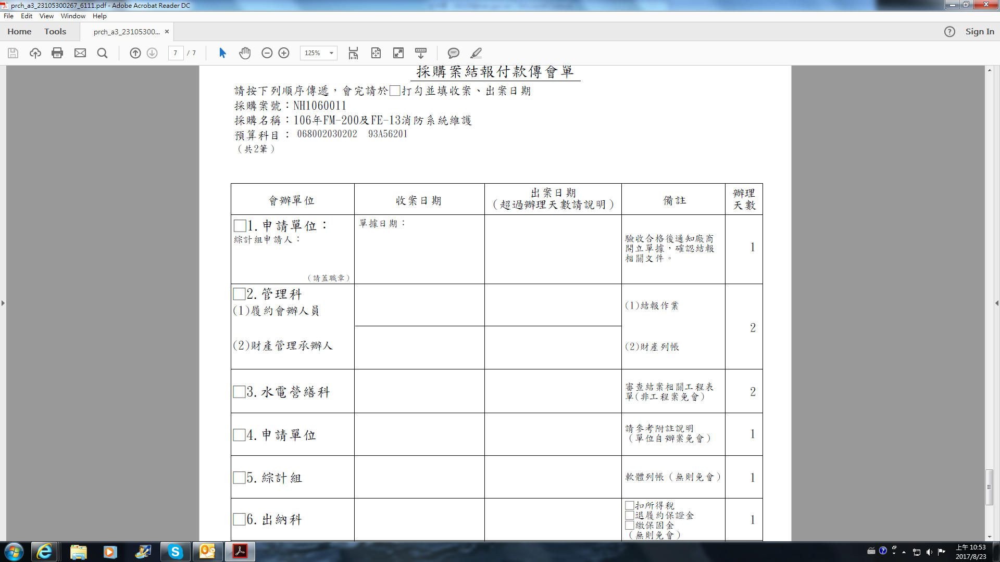 prch_a3_23105300267_6111.pdf - Adobe Acrobat Reader DC
File Edit View Window Help
Home Tools prch_a3_23105300... × Sign In
7 / 7 125%
採購案結報付款傳會單
請按下列順序傳遞，會完請於□打勾並填收案、出案日期
採購案號：NH1060011
採購名稱：106年FM-200及FE-13消防系統維護
預算科目： 068002030202 93A56201
（共2筆）
會辦單位 收案日期 出案日期 備註 辦理
（超過辦理天數請說明） 天數
□1.申請單位： 單據日期：
綜計組申請人：
驗收合格後通知廠商
開立單據，確認結報
相關文件。
1
（請蓋職章）
□2.管理科
(1)履約會辦人員 (1)結報作業
2
(2)財產管理承辦人 (2)財產列帳
□3.水電營繕科
審查結案相關工程表
單(非工程案免會)
2
□4.申請單位
請參考附註說明
（單位自辦案免會）
1
□5.綜計組 軟體列帳（無則免會） 1
□6.出納科
□扣所得稅
□退履約保證金
□繳保固金
（無則免會）
1
上午 10:53
2017/8/23